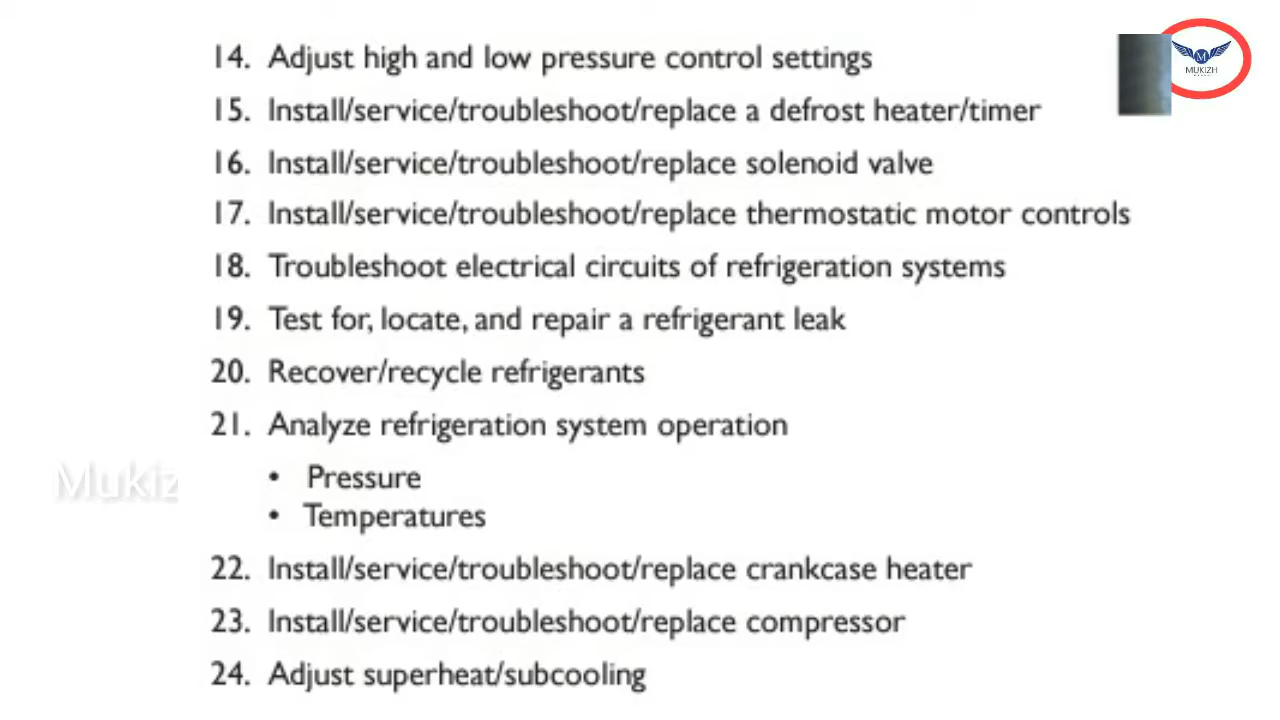 14. Adjust high and low pressure control settings
MUKIZH
15. Install/service/troubleshoot/replace a defrost heater/timer
16. Install/service/troubleshoot/replace solenoid valve
17. Install/service/troubleshoot/replace thermostatic motor controls
18. Troubleshoot electrical circuits of refrigeration systems
19. Test for, locate, and repair a refrigerant leak
20. Recover/recycle refrigerants
21. Analyze refrigeration system operation
• Pressure
Mukiz
• Temperatures
22. Install/service/troubleshoot/replace crankcase heater
23. Install/service/troubleshoot/replace compressor
24. Adjust superheat/subcooling